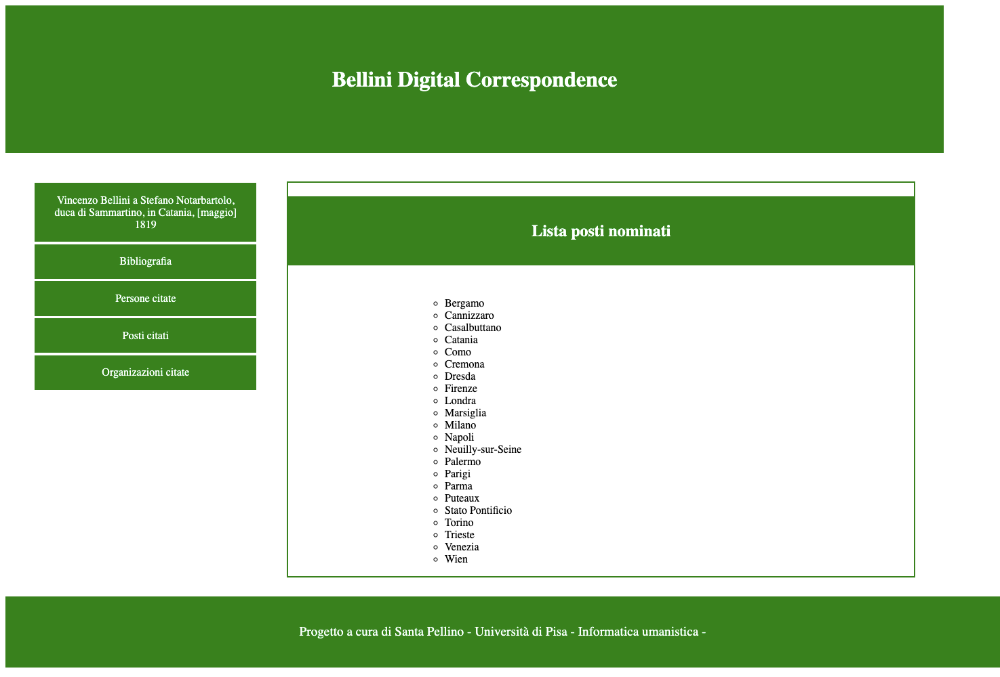 Bellini Digital Correspondence
Vincenzo Bellini a Stefano Notarbartolo,
duca di Sammartino, in Catania, [maggio]
1819
Bibliografia
Persone citate
Posti citati
Organizazioni citate
Lista posti nominati
Bergamo
Cannizzaro
Casalbuttano
Catania
Como
Cremona
Dresda
Firenze
Londra
Marsiglia
Milano
Napoli
Neuilly-sur-Seine
Palermo
Parigi
Parma
Puteaux
Stato Pontificio
Torino
Trieste
Venezia
Wien
Progetto a cura di Santa Pellino - Università di Pisa - Informatica umanistica -